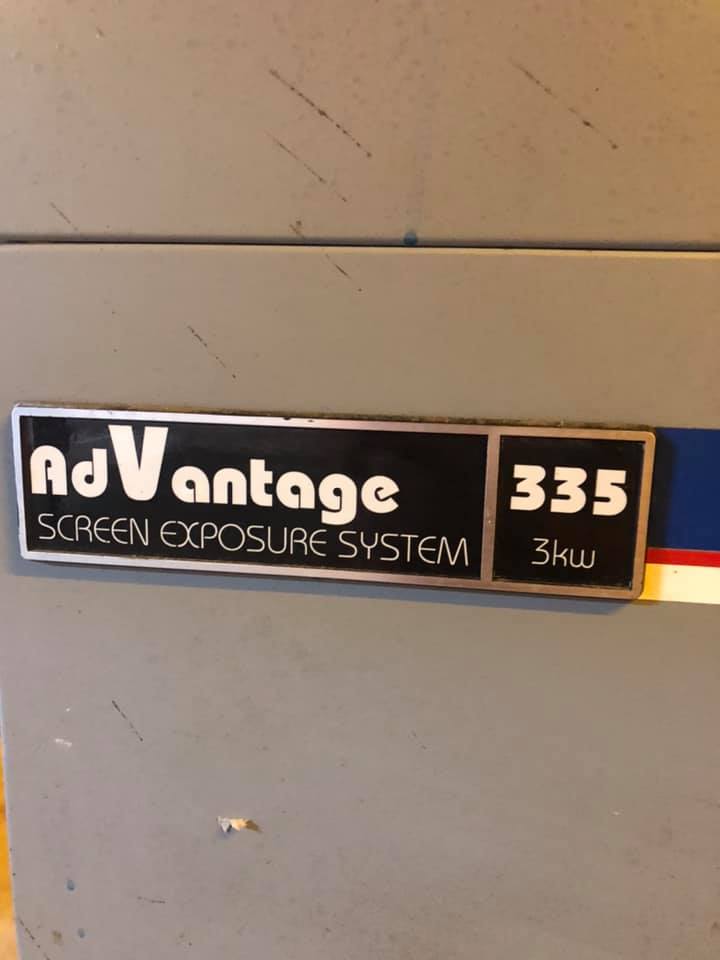 AdVantage
SCREEN EXPOSURE SYSTEM
335
3kw